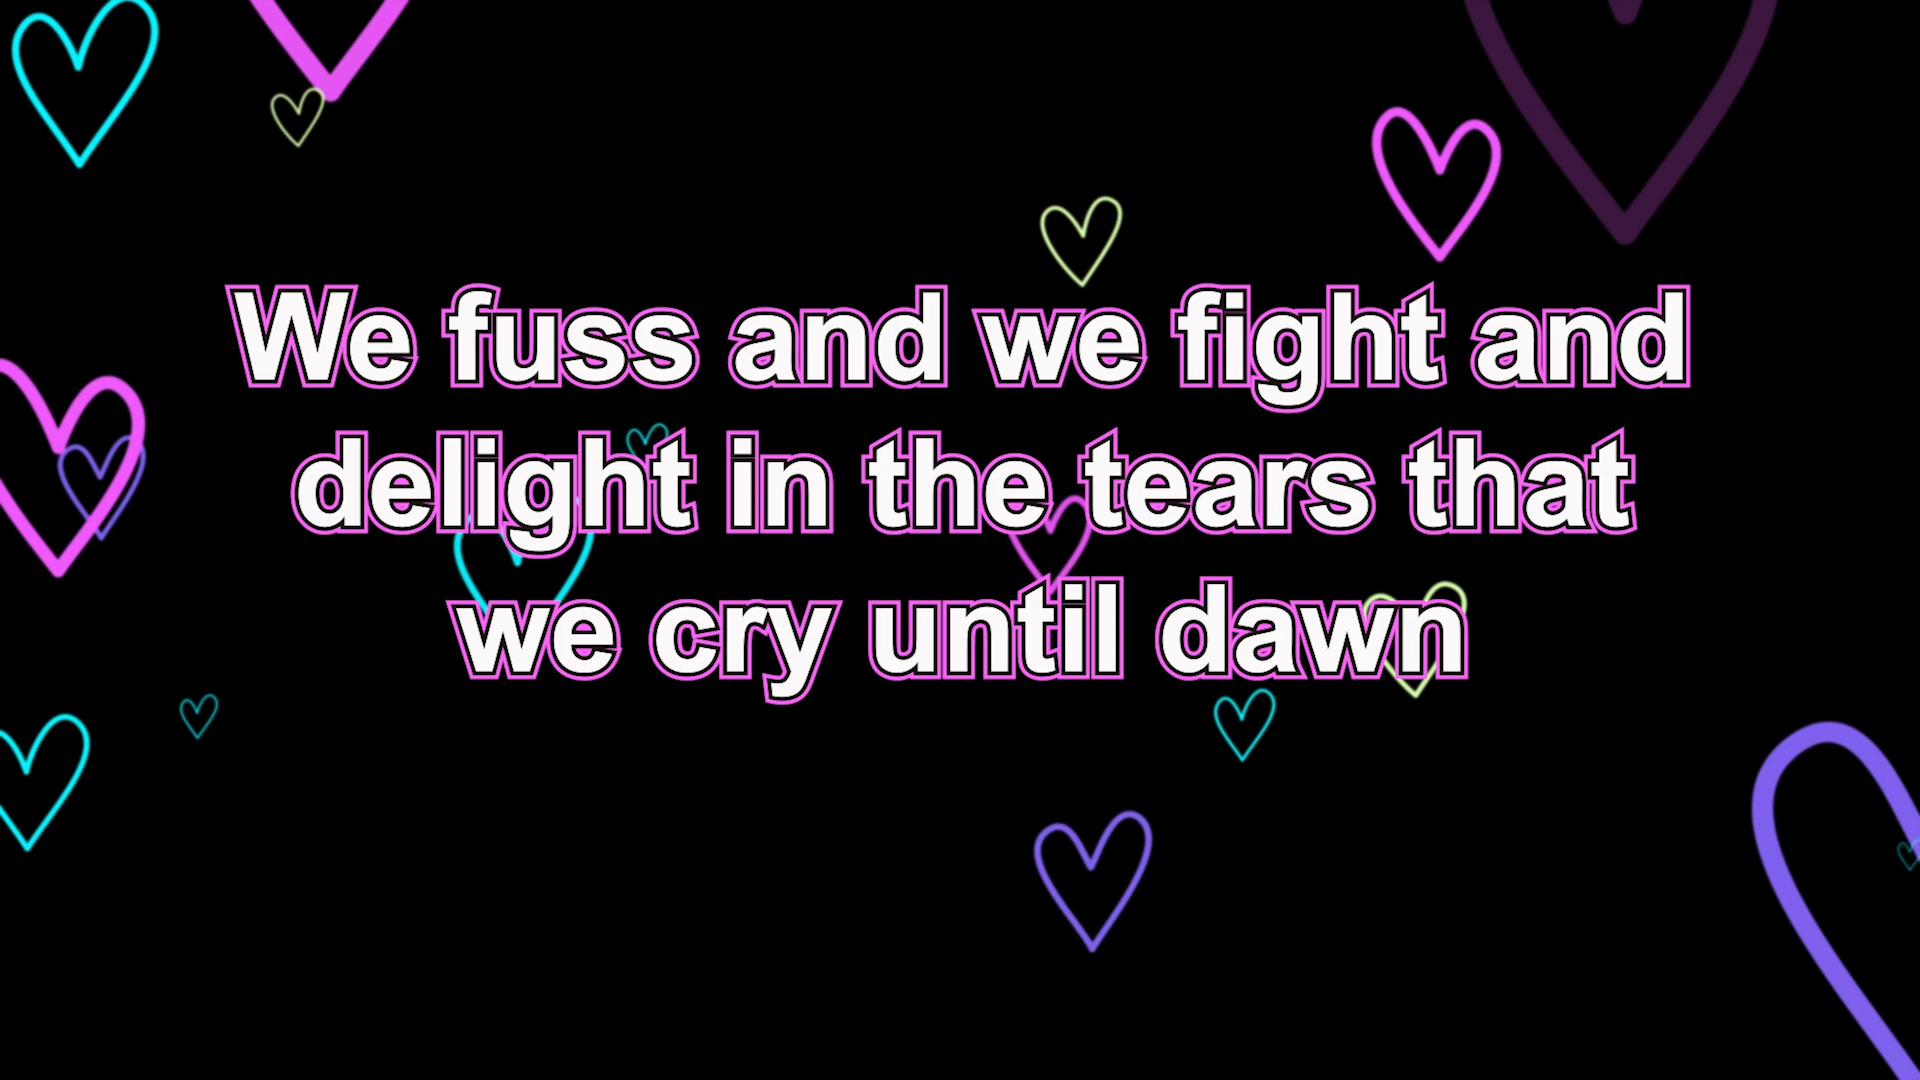 We fuss and we fight and
delight in the tears that
we cry until dawn